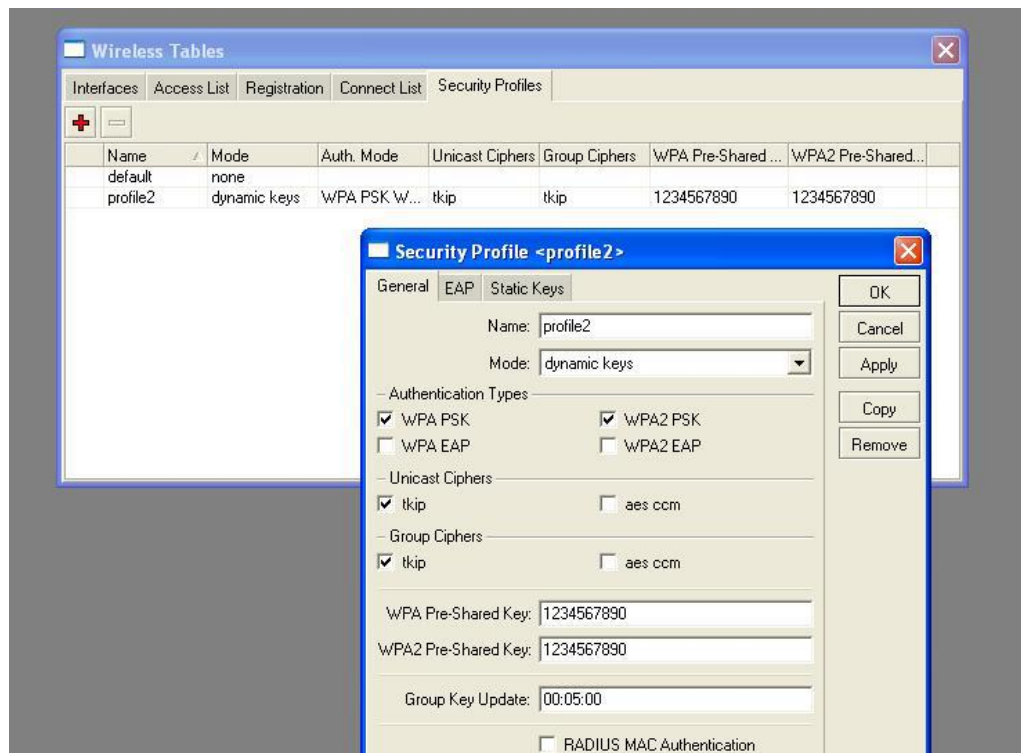 Wireless Tables
Interfaces Access List Registration Connect List Security Profiles
Name Mode Auth. Mode Unicast Ciphers Group Ciphers WPA Pre-Shared ... WPA2 Pre-Shared...
default none
profile2 dynamic keys WPA PSK W... tkip tkip 1234567890 1234567890
Security Profile <profile2>
General EAP Static Keys
OK
Name: profile2
Cancel
Mode: dynamic keys
Apply
Authentication Types
Copy
WPA PSK WPA2 PSK
WPA EAP WPA2 EAP
Remove
Unicast Ciphers
tkip aes ccm
Group Ciphers
tkip aes ccm
WPA Pre-Shared Key: 1234567890
WPA2 Pre-Shared Key: 1234567890
Group Key Update: 00:05:00
RADIUS MAC Authentication